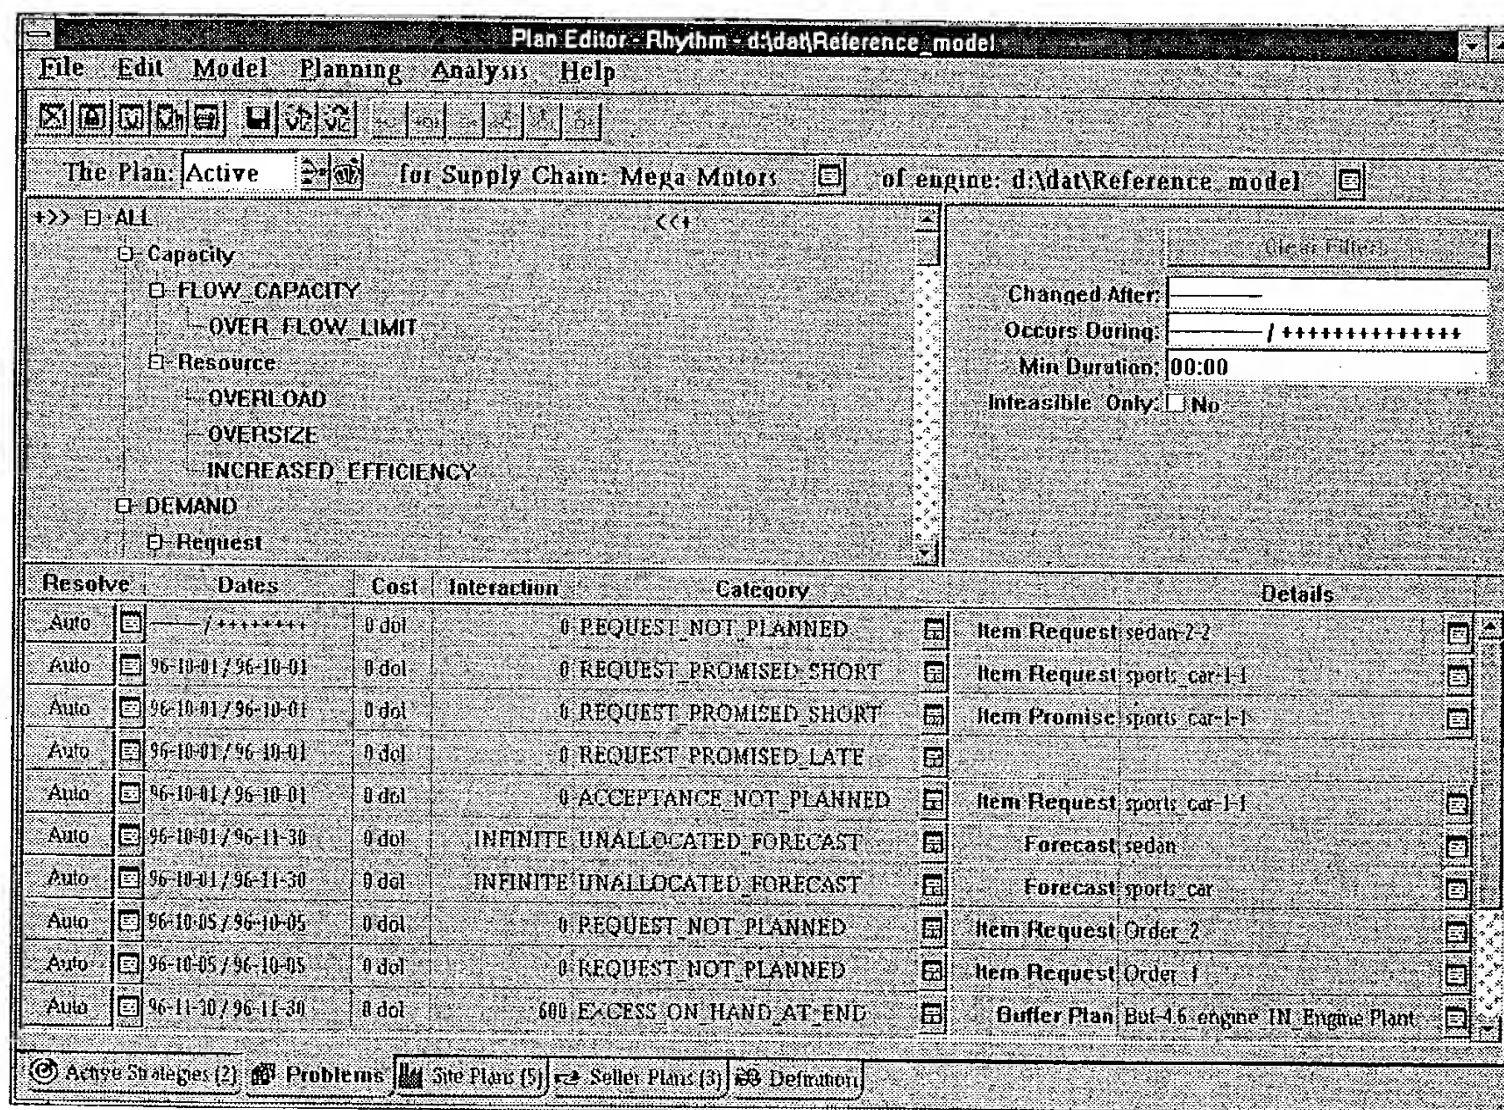 Plan Editor - Rhythm - d:\dat\Reference_model
File Edit Model Planning Analysis Help
The Plan: Active for Supply Chain: Mega Motors of engine: d:\dat\Reference_model
+>> ALL <<+
Capacity
FLOW_CAPACITY
OVER_FLOW_LIMIT
Resource
OVERLOAD
OVERSIZE
INCREASED_EFFICIENCY
DEMAND
Request
Clear Filters
Changed After: ----------
Occurs During: ---------- / ++++++++++++++
Min Duration: 00:00
Infeasible Only: No
Resolve Dates Cost Interaction Category Details
Auto ------ / ++++++++ 0 dol 0 REQUEST_NOT_PLANNED Item Request sedan-2-2
Auto 96-10-01 / 96-10-01 0 dol 0 REQUEST_PROMISED_SHORT Item Request sports_car-1-1
Auto 96-10-01 / 96-10-01 0 dol 0 REQUEST_PROMISED_SHORT Item Promise sports_car-1-1
Auto 96-10-01 / 96-10-01 0 dol 0 REQUEST_PROMISED_LATE
Auto 96-10-01 / 96-10-01 0 dol 0 ACCEPTANCE_NOT_PLANNED Item Request sports_car-1-1
Auto 96-10-01 / 96-11-30 0 dol INFINITE UNALLOCATED_FORECAST Forecast sedan
Auto 96-10-01 / 96-11-30 0 dol INFINITE UNALLOCATED_FORECAST Forecast sports_car
Auto 96-10-05 / 96-10-05 0 dol 0 REQUEST_NOT_PLANNED Item Request Order_2
Auto 96-10-05 / 96-10-05 0 dol 0 REQUEST_NOT_PLANNED Item Request Order_1
Auto 96-11-30 / 96-11-30 0 dol 600 EXCESS_ON_HAND_AT_END Buffer Plan But-4.6_engine_IN_Engine Plant
Active Strategies (2) Problems Site Plans (5) Seller Plans (3) Definition